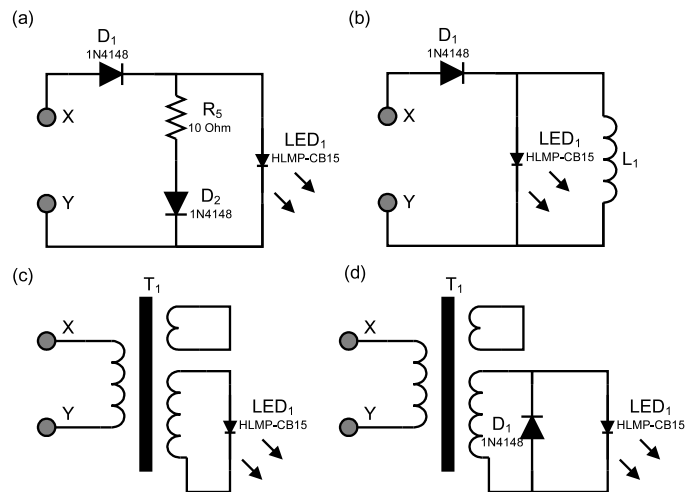 (a)
D1
1N4148
X
R5
10 Ohm
LED1
HLMP-CB15
Y
D2
1N4148
(b)
D1
1N4148
X
LED1
HLMP-CB15
L1
Y
(c)
T1
X
Y
LED1
HLMP-CB15
(d)
T1
X
Y
D1
1N4148
LED1
HLMP-CB15